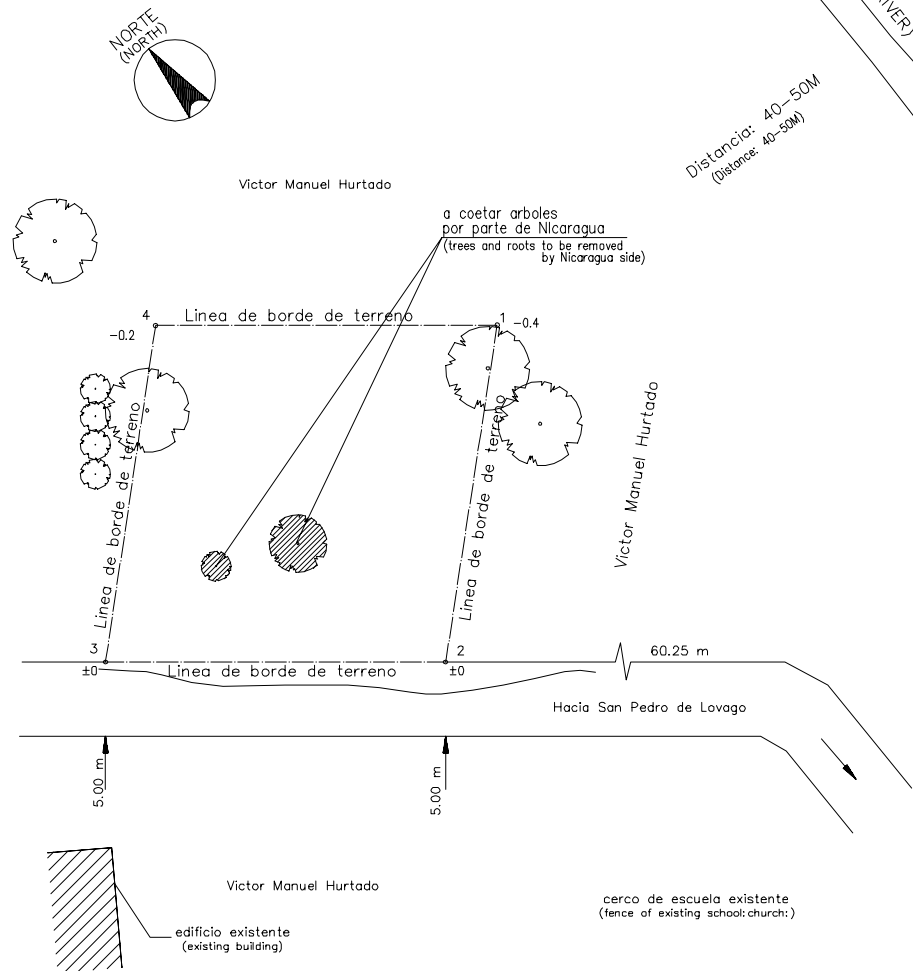 RIVER)
NORTE
(NORTH)
Distancia: 40-50M
(Distance: 40-50M)
Victor Manuel Hurtado
a coetar arboles
por parte de NIcaragua
(trees and roots to be removed
by Nicaragua side)
4
Linea de borde de terreno
1
-0.4
-0.2
Linea de borde de terreno
Linea de borde de terreno
Victor Manuel Hurtado
3
2
60.25 m
±0
Linea de borde de terreno
±0
Hacia San Pedro de Lovago
5.00 m
5.00 m
Victor Manuel Hurtado
cerco de escuela existente
(fence of existing school:church:)
edificio existente
(existing building)